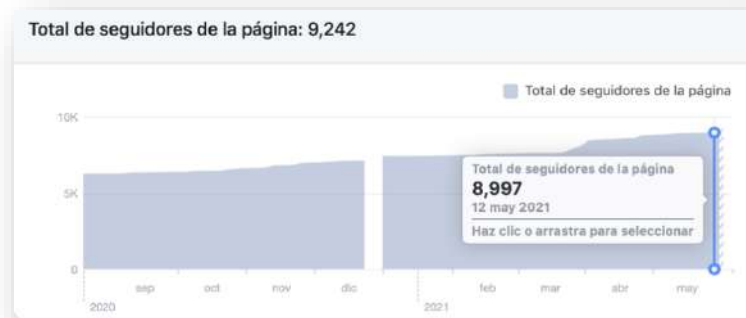 Total de seguidores de la página: 9,242
Total de seguidores de la página
10K
5K
0
Total de seguidores de la página
8,997
12 may 2021
Haz clic o arrastra para seleccionar
sep oct nov dic feb mar abr may
2020 2021